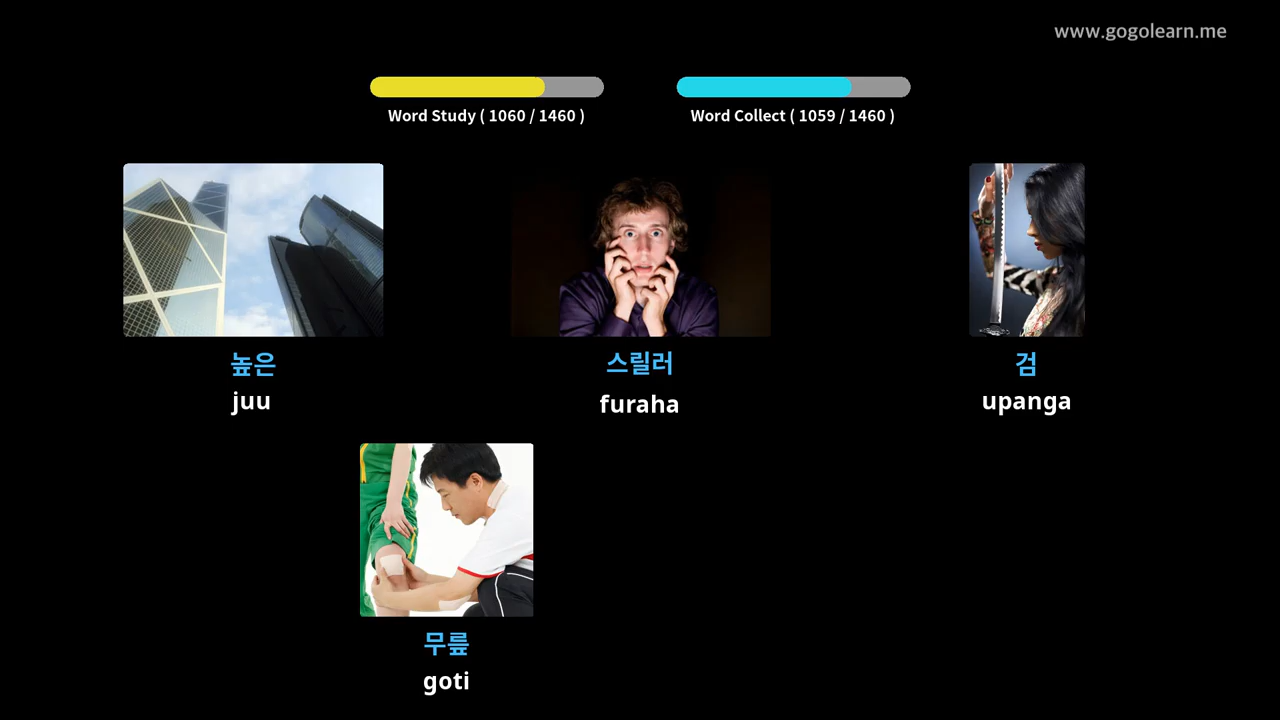 www.gogolearn.me
Word Study ( 1060 / 1460 )
Word Collect ( 1059 / 1460 )
높은
juu
스릴러
furaha
검
upanga
무릎
goti